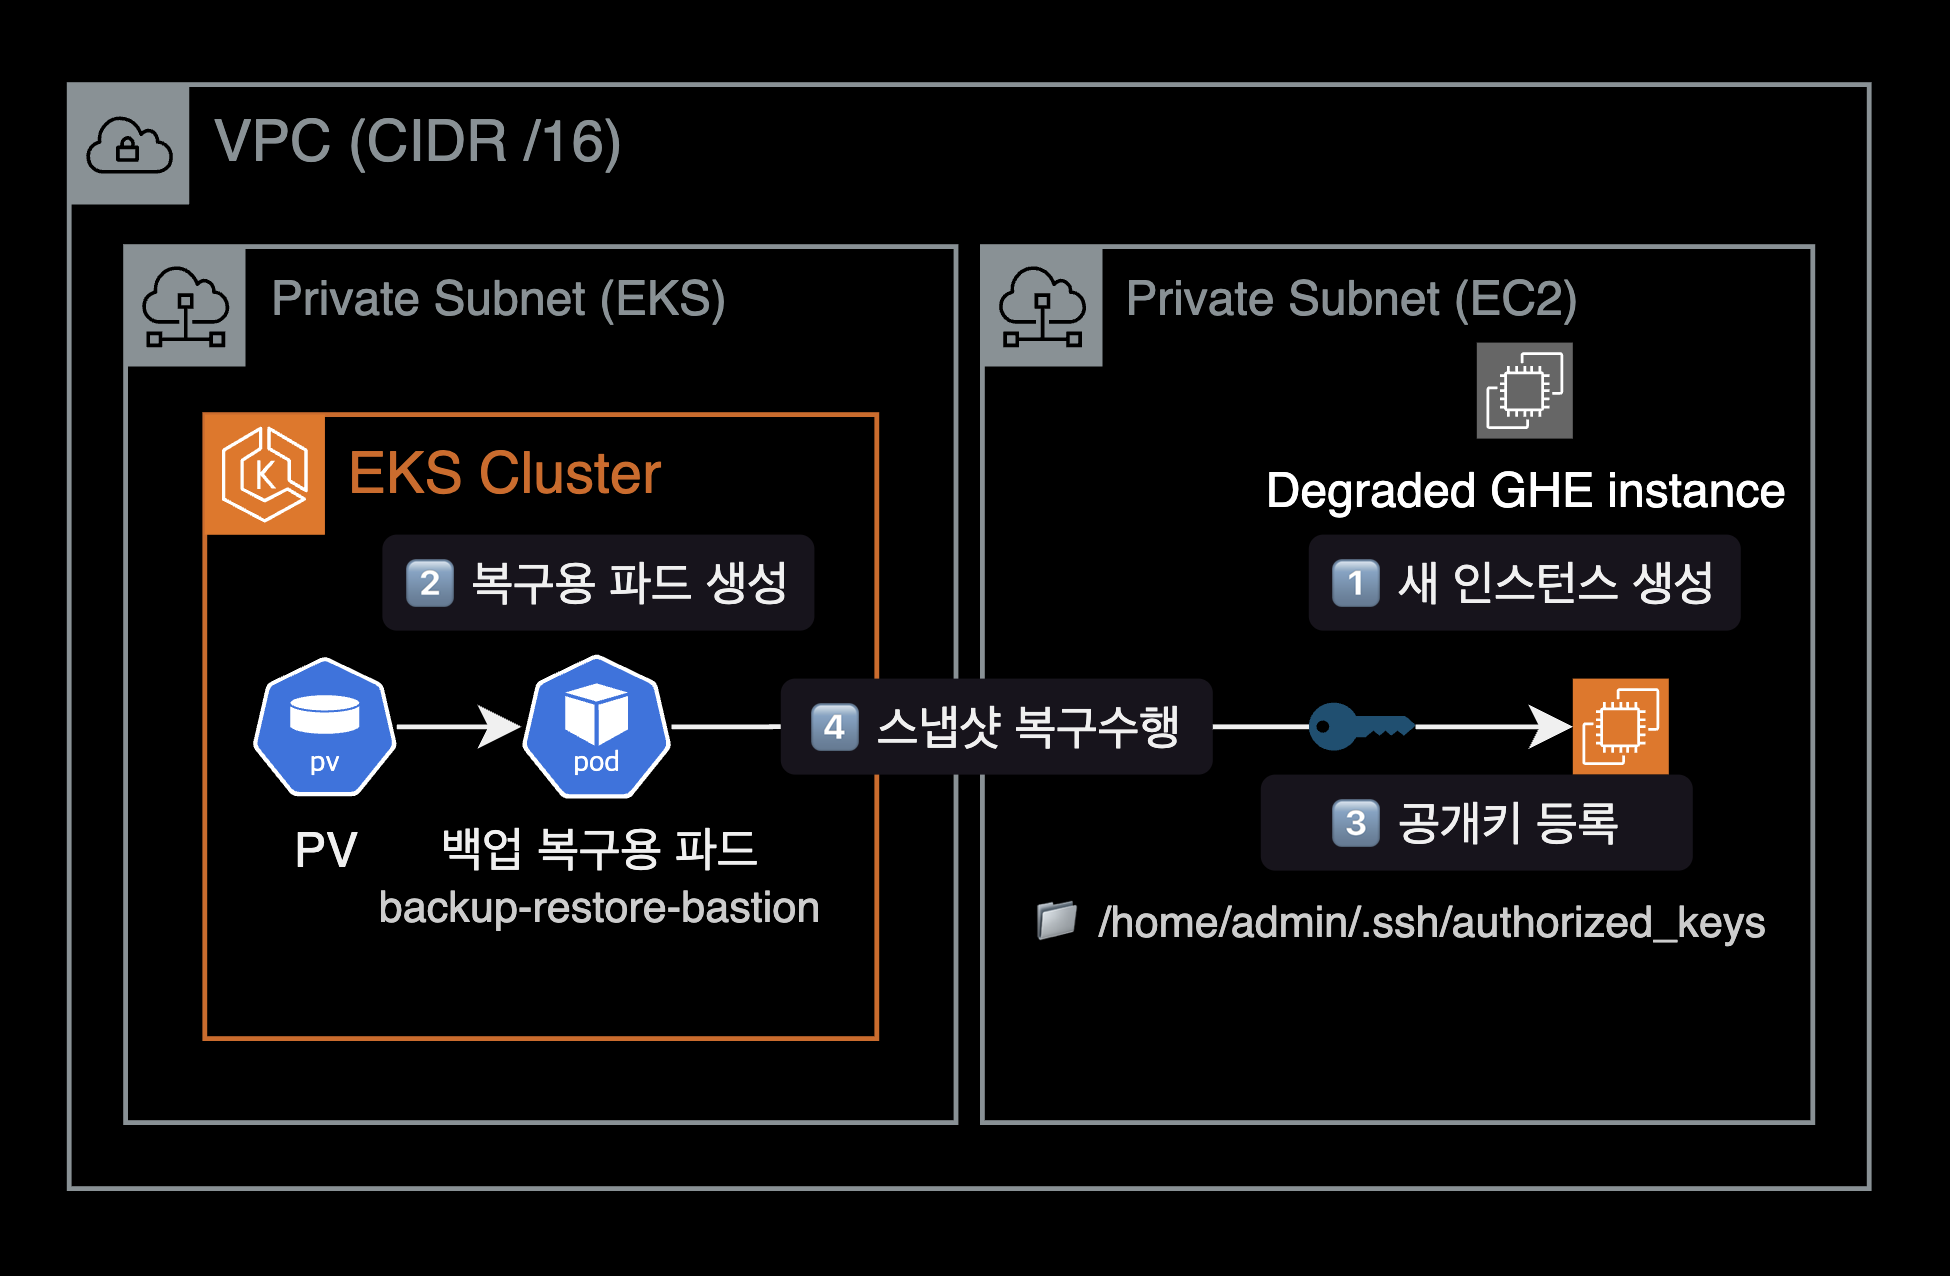 VPC (CIDR /16)
Private Subnet (EKS)
EKS Cluster
2 복구용 파드 생성
pv
pod
PV
백업 복구용 파드
backup-restore-bastion
4 스냅샷 복구수행
Private Subnet (EC2)
Degraded GHE instance
1 새 인스턴스 생성
3 공개키 등록
/home/admin/.ssh/authorized_keys